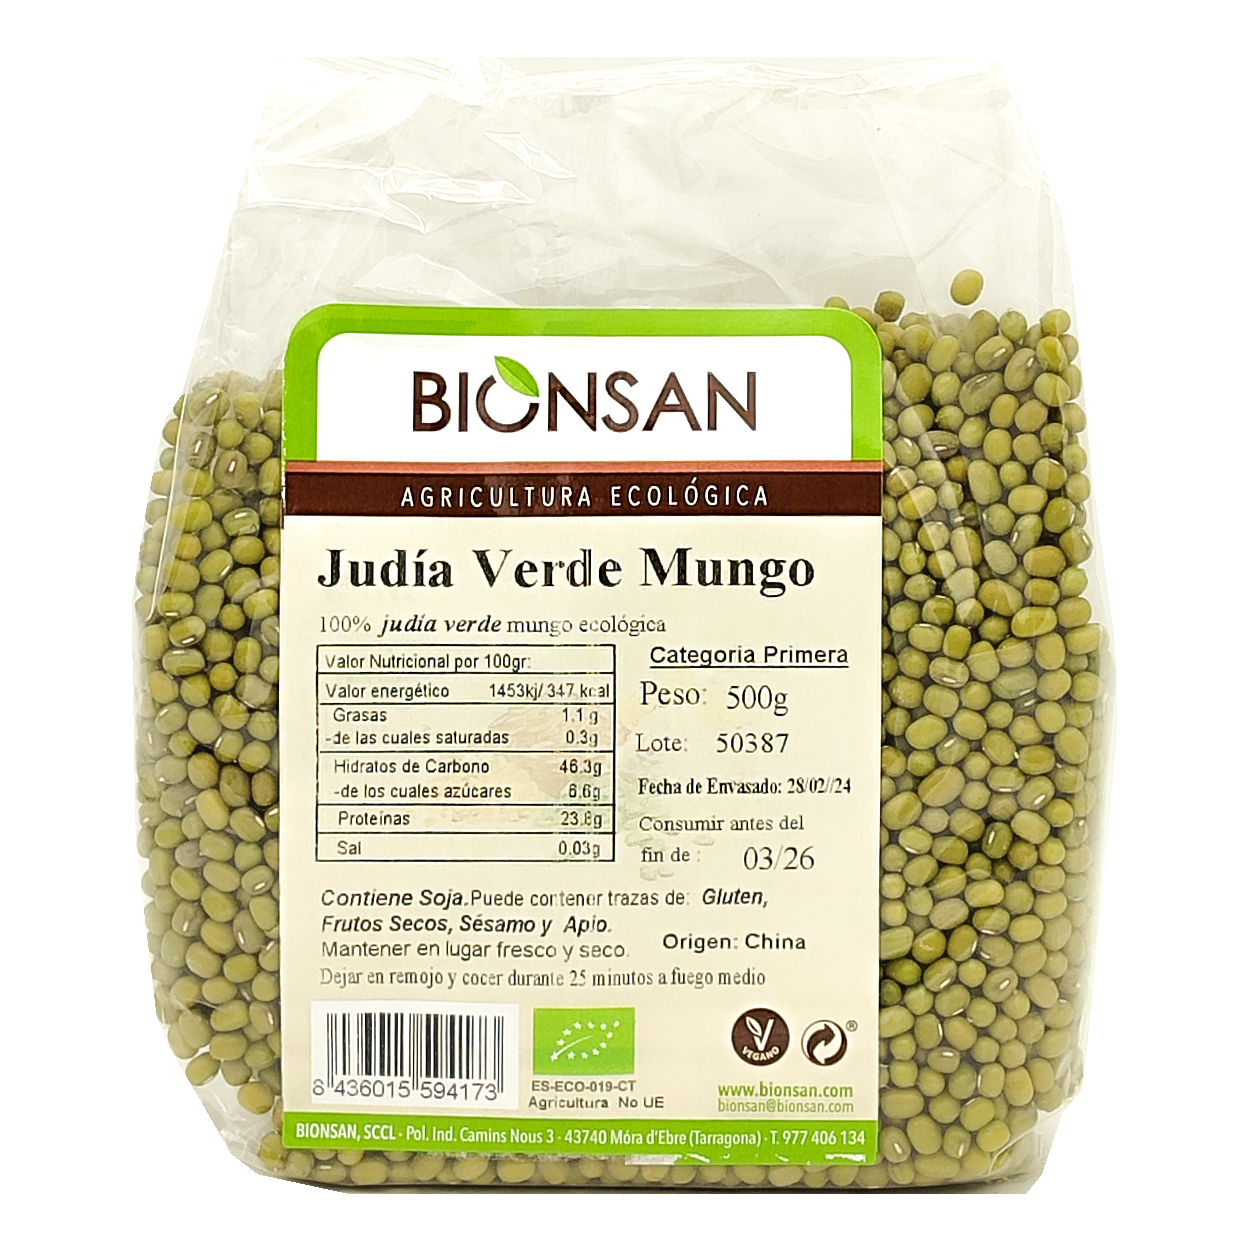 BIONSAN
AGRICULTURA ECOLÓGICA
Judía Verde Mungo
100% judía verde mungo ecológica
Valor Nutricional por 100gr:
Valor energético 1453kj/ 347 kcal
Grasas 1.1 g
-de las cuales saturadas 0.3g
Hidratos de Carbono 46.3g
-de los cuales azúcares 6.6g
Proteínas 23.8g
Sal 0.03g
Categoria Primera
Peso: 500g
Lote: 50387
Fecha de Envasado: 28/02//24
Consumir antes del
fin de : 03/26
Contiene Soja.Puede contener trazas de: Gluten,
Frutos Secos, Sésamo y Apio.
Mantener en lugar fresco y seco.
Origen: China
Dejar en remojo y cocer durante 25 minutos a fuego medio
8 436015 594173
ES-ECO-019-CT
Agricultura No UE
VEGANO
®
www.bionsan.com
bionsan@bionsan.com
BIONSAN, SCCL · Pol. Ind. Camins Nous 3 · 43740 Móra d'Ebre (Tarragona) · T. 977 406 134